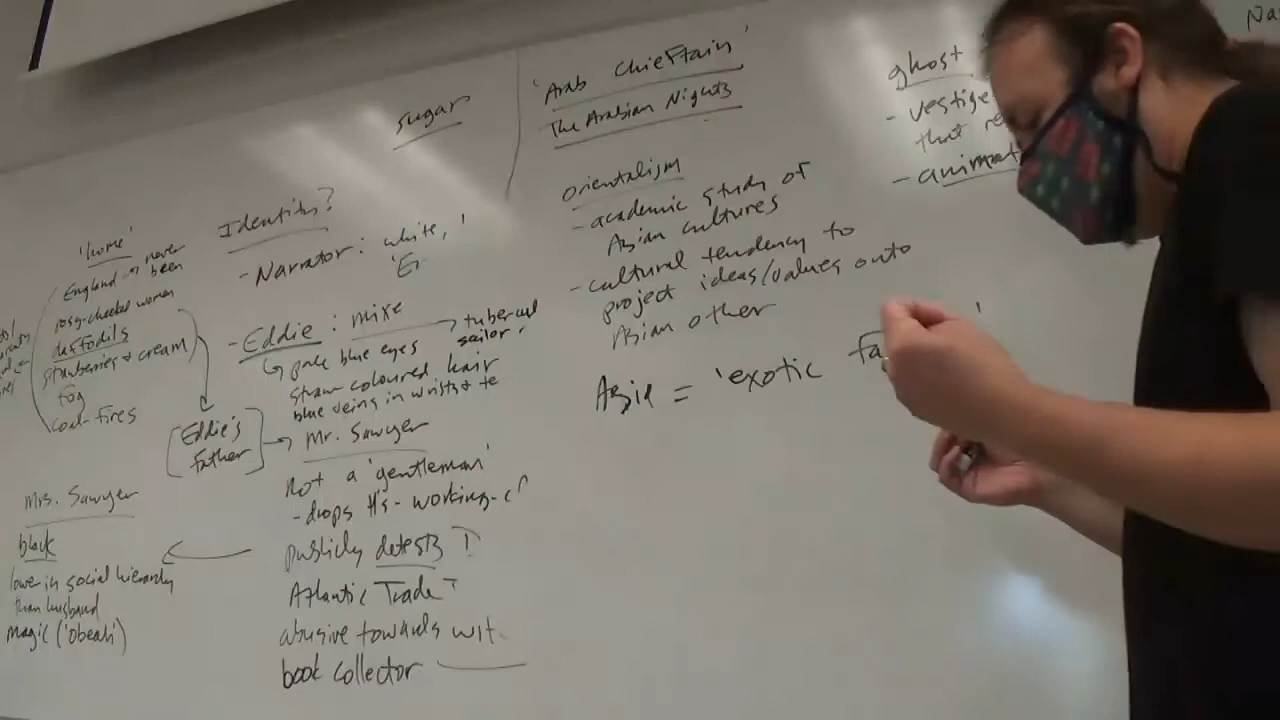 'home'
England → never
been
rosy-cheeked women
daffodils
strawberries & cream
fog
coal-fires
[Eddie's
father]
Mrs. Sawyer
black
lower in social hierarchy
than husband
magic ('obeah')
sugar
Identity?
- Narrator: white, '
- Eddie: mixe
pale blue eyes
straw coloured hair
blue veins in wrists & te
sailor
Mr. Sawyer
not a 'gentleman'
- drops H's - working-
publicly detests
Atlantic Trade
abusive towards
book collector
'Arab Chieftain'
The Arabian Nights
Orientalism
- academic study of
Asian cultures
- cultural tendency to
project ideas/values onto
Asian other
Asia = 'exotic fa
ghost
- vestige
that re
- animat